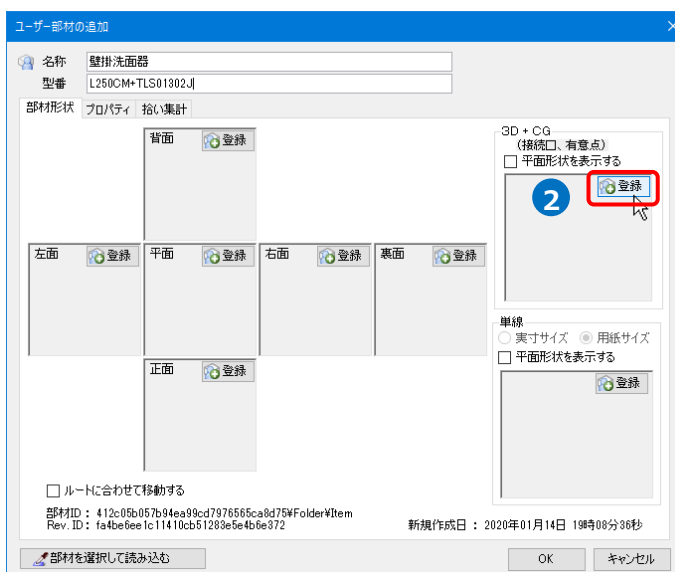 ユーザー部材の追加
名称 壁掛洗面器
型番 L250CM+TLS01302J
部材形状 プロパティ 拾い集計
背面 登録
3D + CG
(接続口、有意点)
平面形状を表示する
登録
2
左面 登録 平面 登録 右面 登録 裏面 登録
単線
実寸サイズ 用紙サイズ
平面形状を表示する
正面 登録
登録
ルートに合わせて移動する
部材ID : 412c05b057b94ea99cd7976565ca8d75¥Folder¥Item
Rev. ID : fa4be6ee1c11410cb51283e5e4b6e372 新規作成日 : 2020年01月14日 19時08分36秒
部材を選択して読み込む OK キャンセル